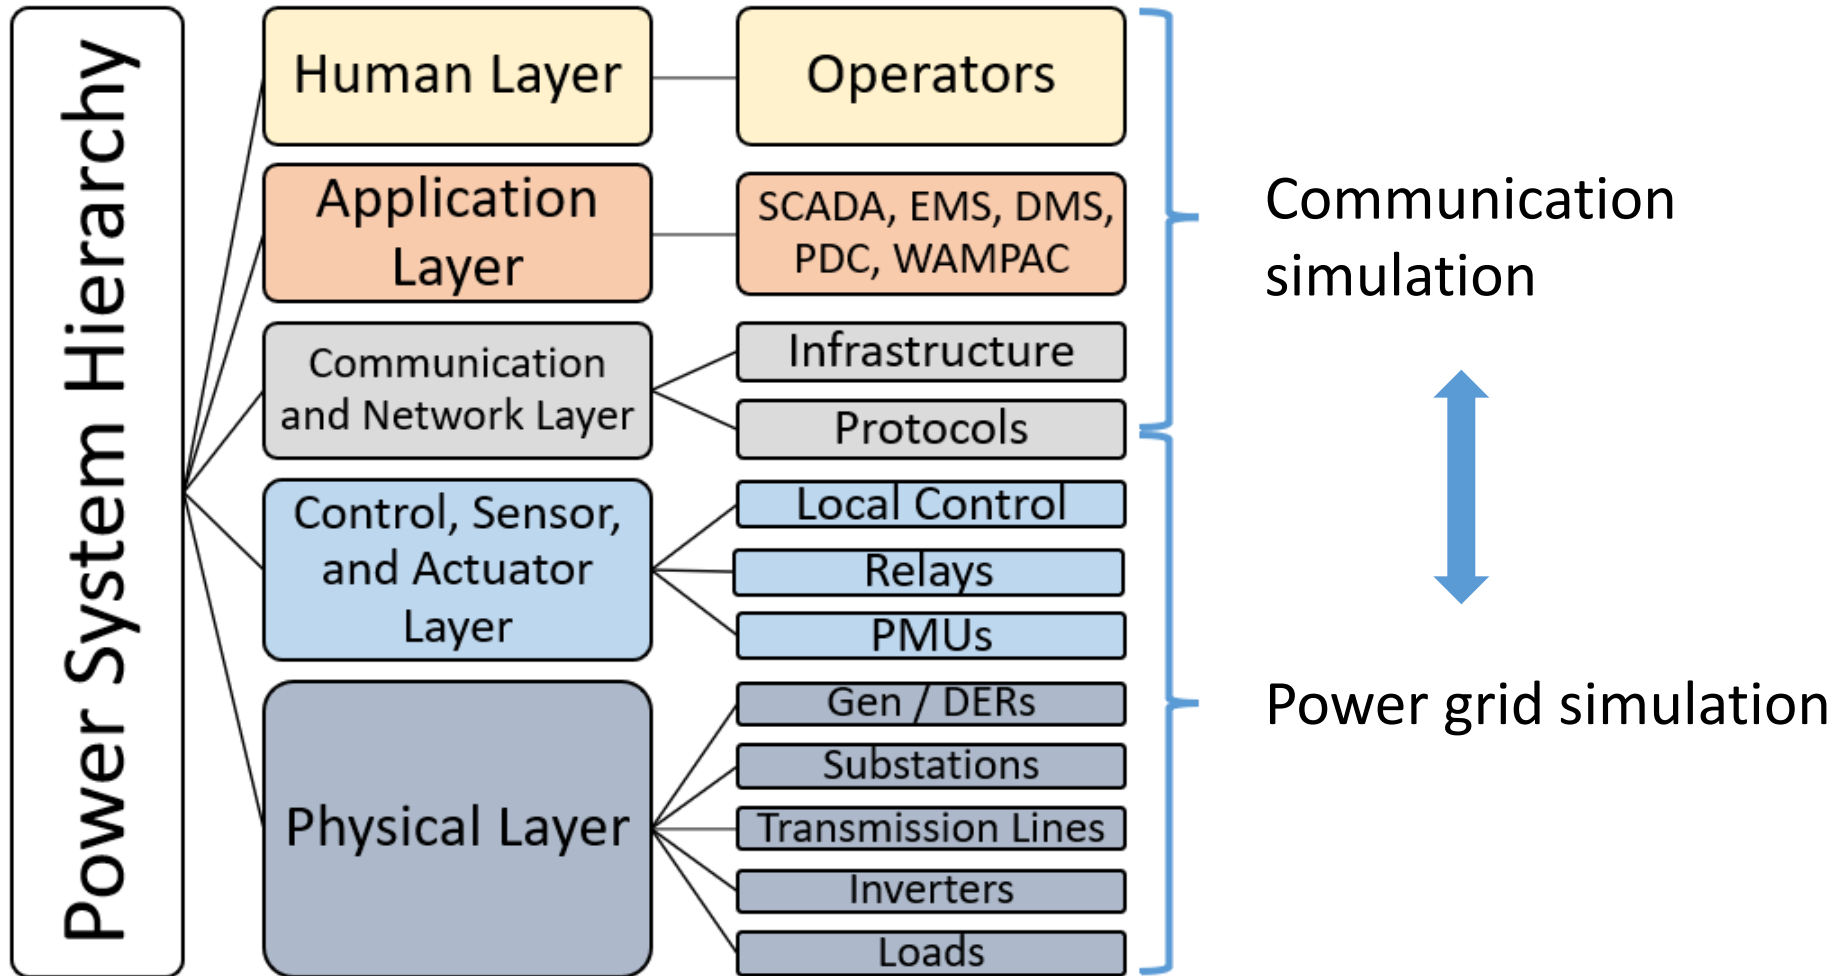 Power System Hierarchy
Human Layer
Operators
Application
Layer
SCADA, EMS, DMS,
PDC, WAMPAC
Communication
and Network Layer
Infrastructure
Protocols
Control, Sensor,
and Actuator
Layer
Local Control
Relays
PMUs
Physical Layer
Gen / DERs
Substations
Transmission Lines
Inverters
Loads
Communication
simulation
Power grid simulation